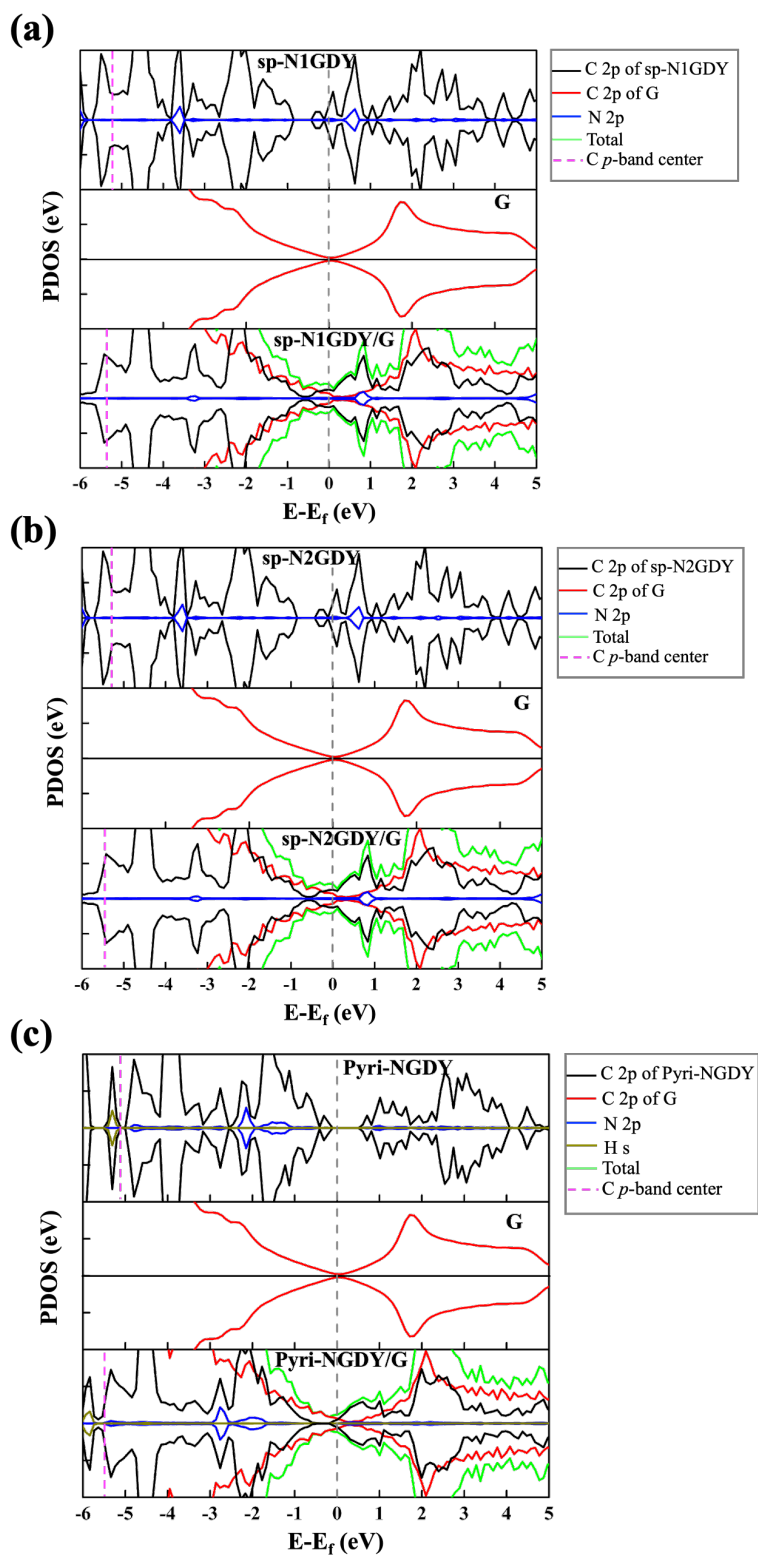 (a)
sp-N1GDY
C 2p of sp-N1GDY
C 2p of G
N 2p
Total
C p-band center
G
PDOS (eV)
sp-N1GDY/G
-6 -5 -4 -3 -2 -1 0 1 2 3 4 5
E-Ef (eV)
(b)
sp-N2GDY
C 2p of sp-N2GDY
C 2p of G
N 2p
Total
C p-band center
G
PDOS (eV)
sp-N2GDY/G
-6 -5 -4 -3 -2 -1 0 1 2 3 4 5
E-Ef (eV)
(c)
Pyri-NGDY
C 2p of Pyri-NGDY
C 2p of G
N 2p
H s
Total
C p-band center
G
PDOS (eV)
Pyri-NGDY/G
-6 -5 -4 -3 -2 -1 0 1 2 3 4 5
E-Ef (eV)